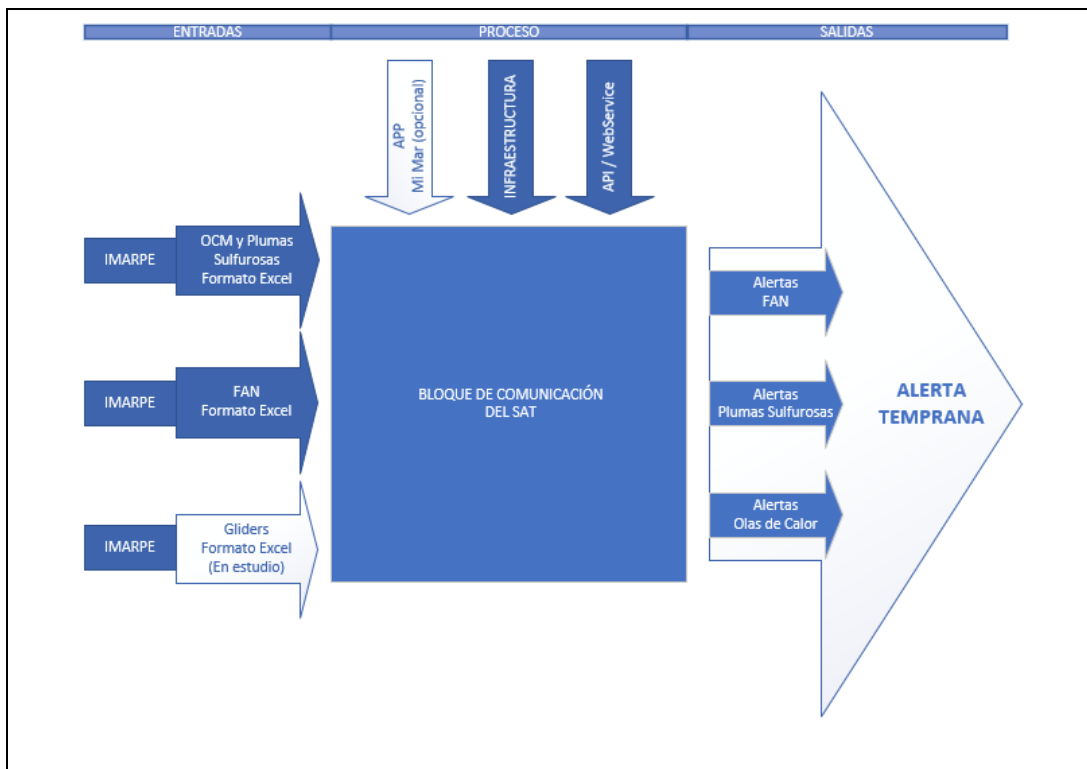 ENTRADAS
PROCESO
SALIDAS
APP
Mi Mar (opcional)
INFRAESTRUCTURA
API / WebService
IMARPE
OCM y Plumas
Sulfurosas
Formato Excel
IMARPE
FAN
Formato Excel
IMARPE
Gliders
Formato Excel
(En estudio)
BLOQUE DE COMUNICACIÓN
DEL SAT
Alertas
FAN
Alertas
Plumas Sulfurosas
Alertas
Olas de Calor
ALERTA
TEMPRANA